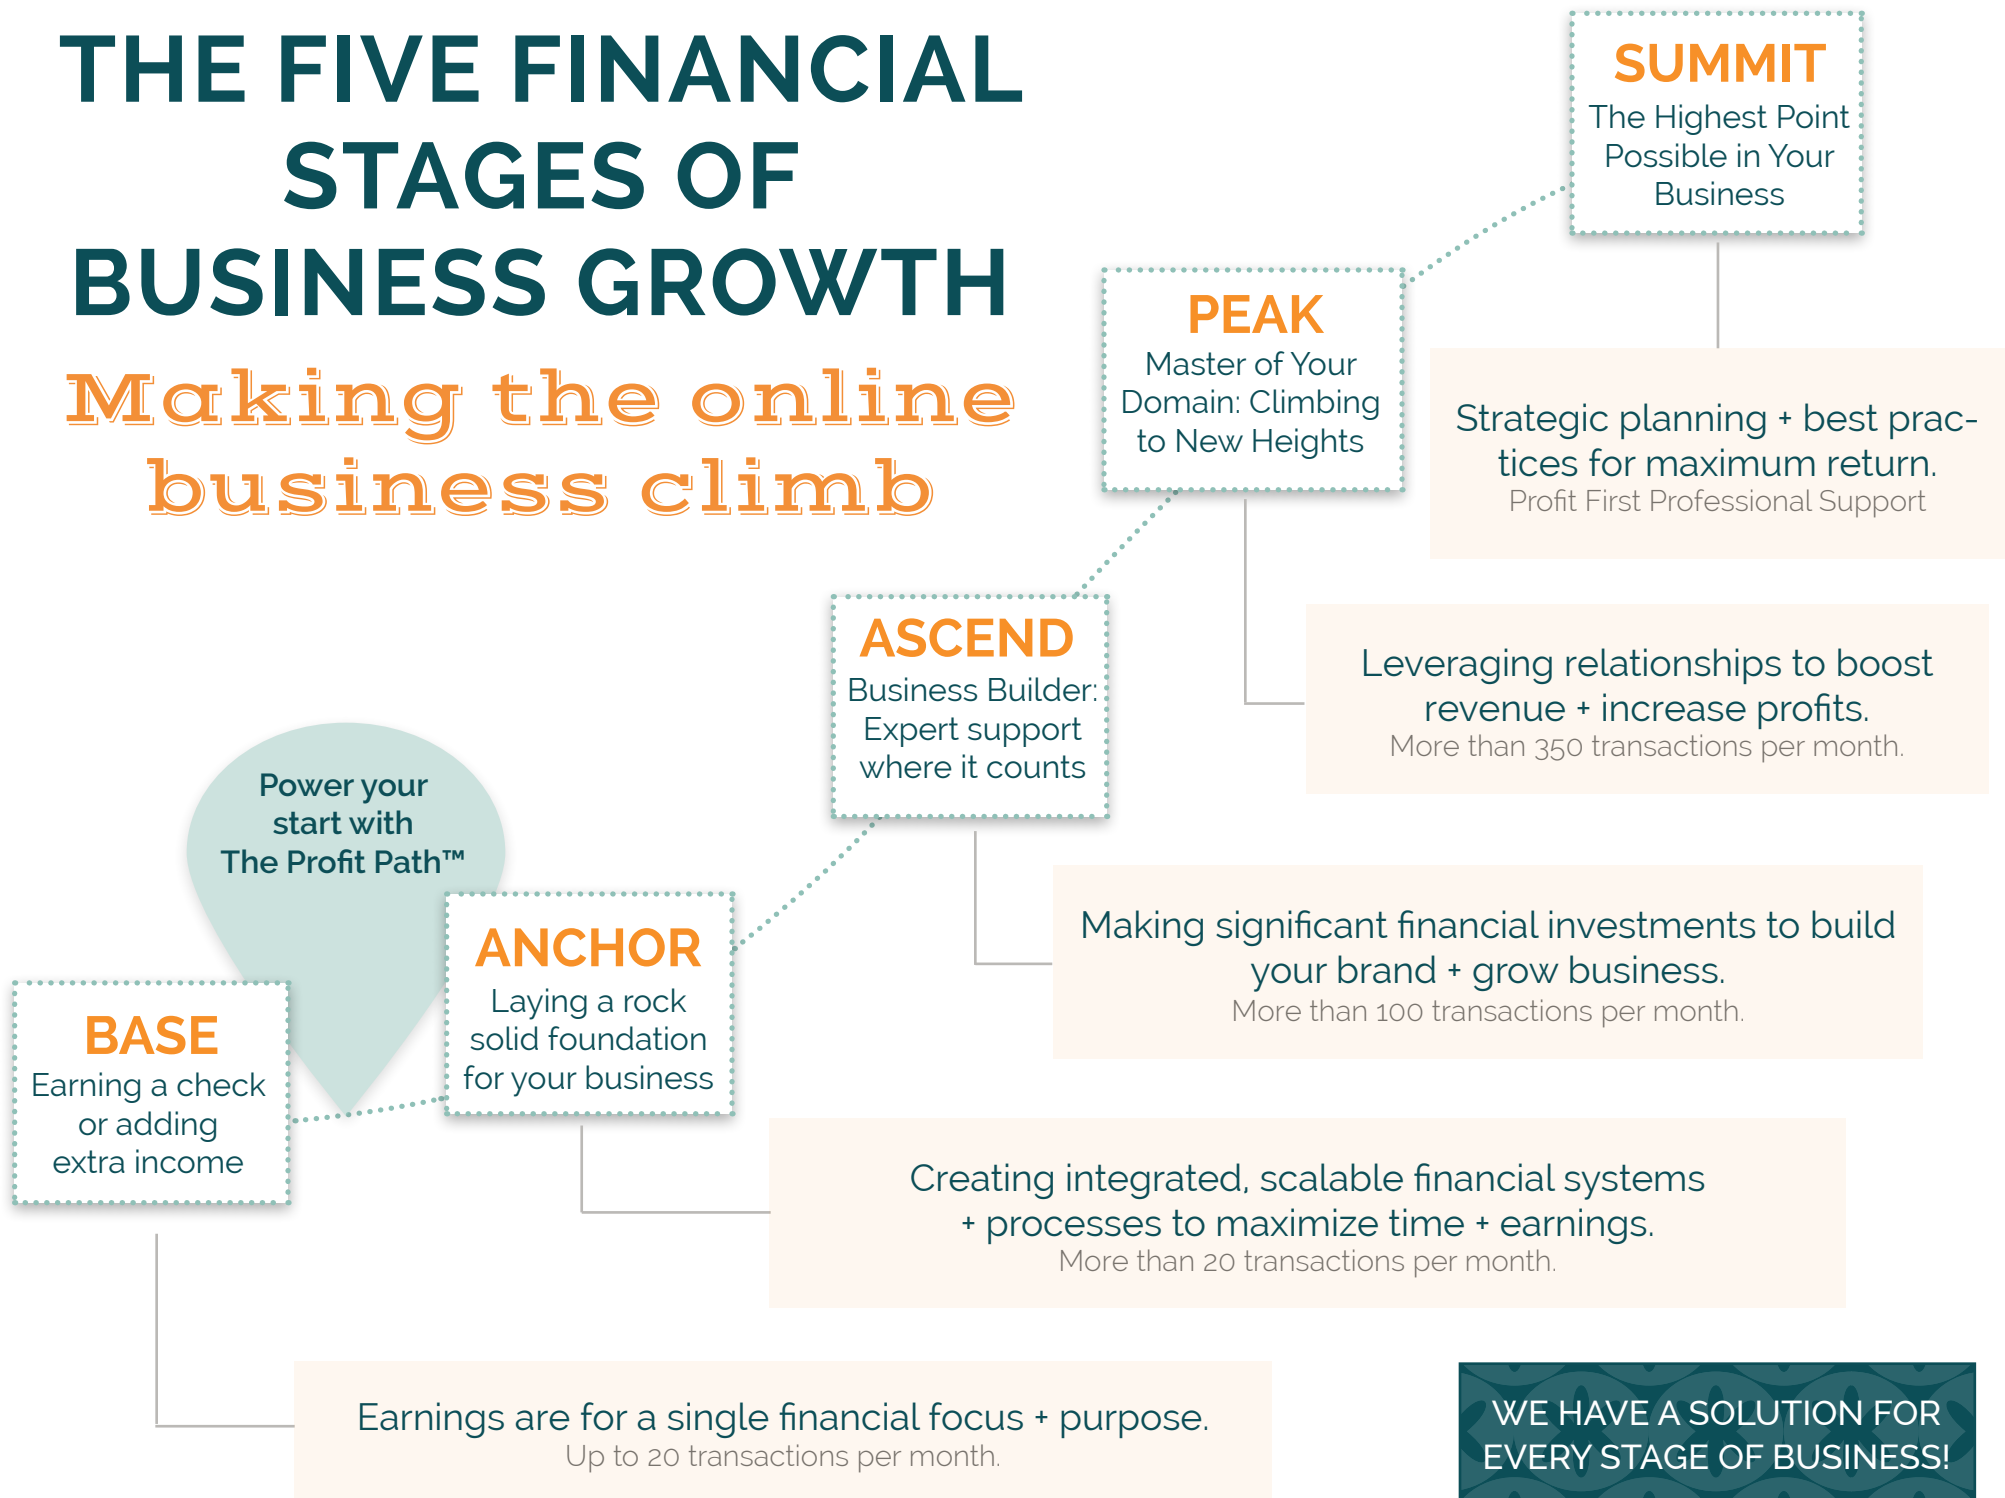 THE FIVE FINANCIAL
STAGES OF
BUSINESS GROWTH
Making the online
business climb
SUMMIT
The Highest Point
Possible in Your
Business
Strategic planning + best prac-
tices for maximum return.
Profit First Professional Support
PEAK
Master of Your
Domain: Climbing
to New Heights
Leveraging relationships to boost
revenue + increase profits.
More than 350 transactions per month.
ASCEND
Business Builder:
Expert support
where it counts
Making significant financial investments to build
your brand + grow business.
More than 100 transactions per month.
Power your
start with
The Profit Path™
ANCHOR
Laying a rock
solid foundation
for your business
Creating integrated, scalable financial systems
+ processes to maximize time + earnings.
More than 20 transactions per month.
BASE
Earning a check
or adding
extra income
Earnings are for a single financial focus + purpose.
Up to 20 transactions per month.
WE HAVE A SOLUTION FOR
EVERY STAGE OF BUSINESS!